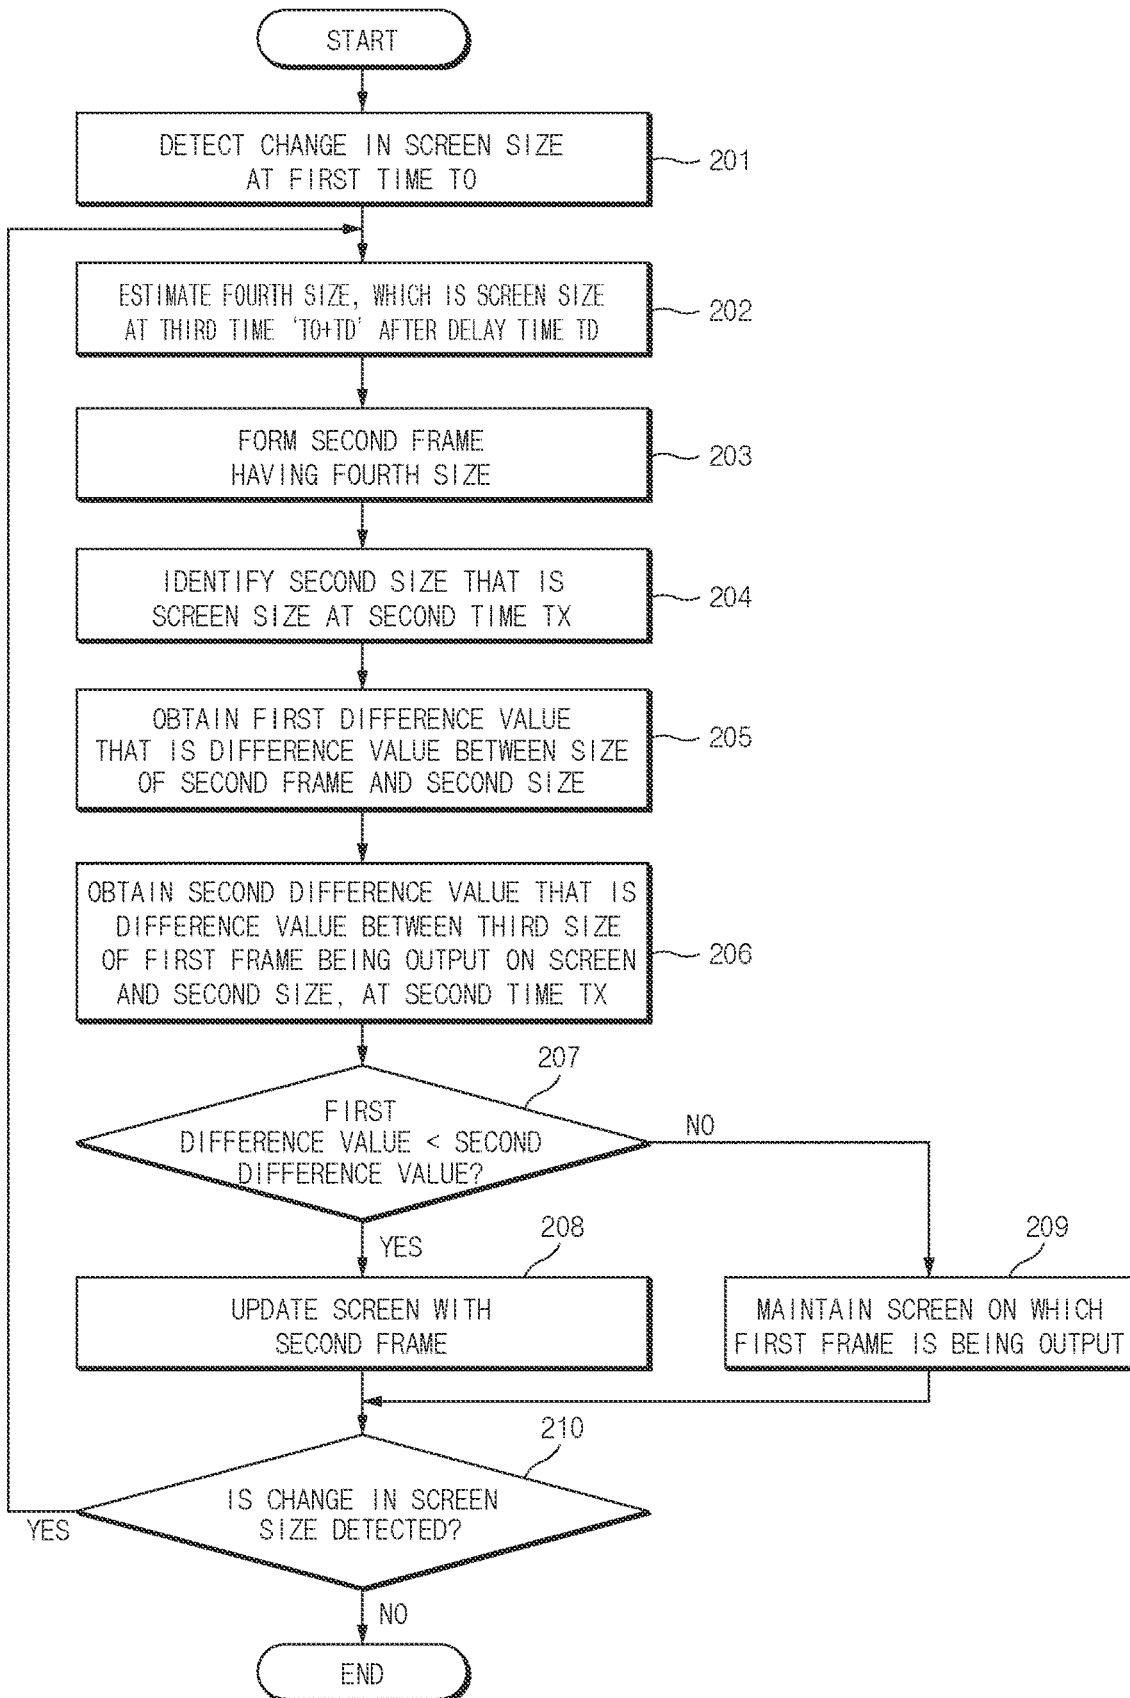 START
DETECT CHANGE IN SCREEN SIZE
AT FIRST TIME T0
201
ESTIMATE FOURTH SIZE, WHICH IS SCREEN SIZE
AT THIRD TIME 'T0+TD' AFTER DELAY TIME TD
202
FORM SECOND FRAME
HAVING FOURTH SIZE
203
IDENTIFY SECOND SIZE THAT IS
SCREEN SIZE AT SECOND TIME TX
204
OBTAIN FIRST DIFFERENCE VALUE
THAT IS DIFFERENCE VALUE BETWEEN SIZE
OF SECOND FRAME AND SECOND SIZE
205
OBTAIN SECOND DIFFERENCE VALUE THAT IS
DIFFERENCE VALUE BETWEEN THIRD SIZE
OF FIRST FRAME BEING OUTPUT ON SCREEN
AND SECOND SIZE, AT SECOND TIME TX
206
207
FIRST
DIFFERENCE VALUE < SECOND
DIFFERENCE VALUE?
NO
YES
208
UPDATE SCREEN WITH
SECOND FRAME
209
MAINTAIN SCREEN ON WHICH
FIRST FRAME IS BEING OUTPUT
210
IS CHANGE IN SCREEN
SIZE DETECTED?
YES
NO
END